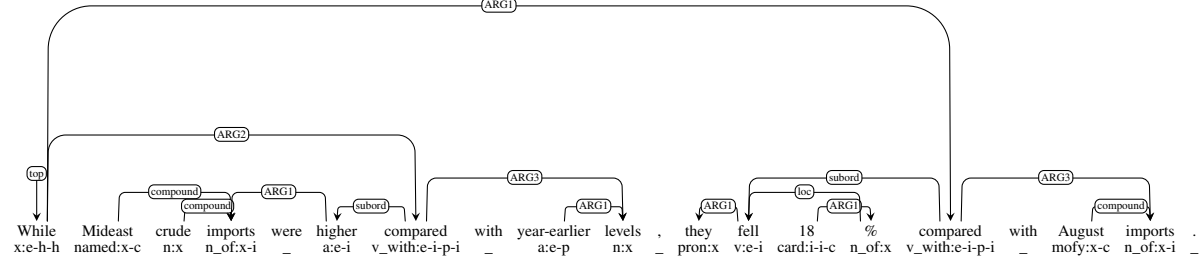 ARG1
ARG2
top
ARG3 subord ARG3
compound ARG1 loc
compound subord ARG1 ARG1 ARG1 compound
While Mideast crude imports were higher compared with year-earlier levels , they fell 18 % compared with August imports .
x:e-h-h named:x-c n:x n_of:x-i _ a:e-i v_with:e-i-p-i _ a:e-p n:x _ pron:x v:e-i card:i-i-c n_of:x v_with:e-i-p-i _ mofy:x-c n_of:x-i _